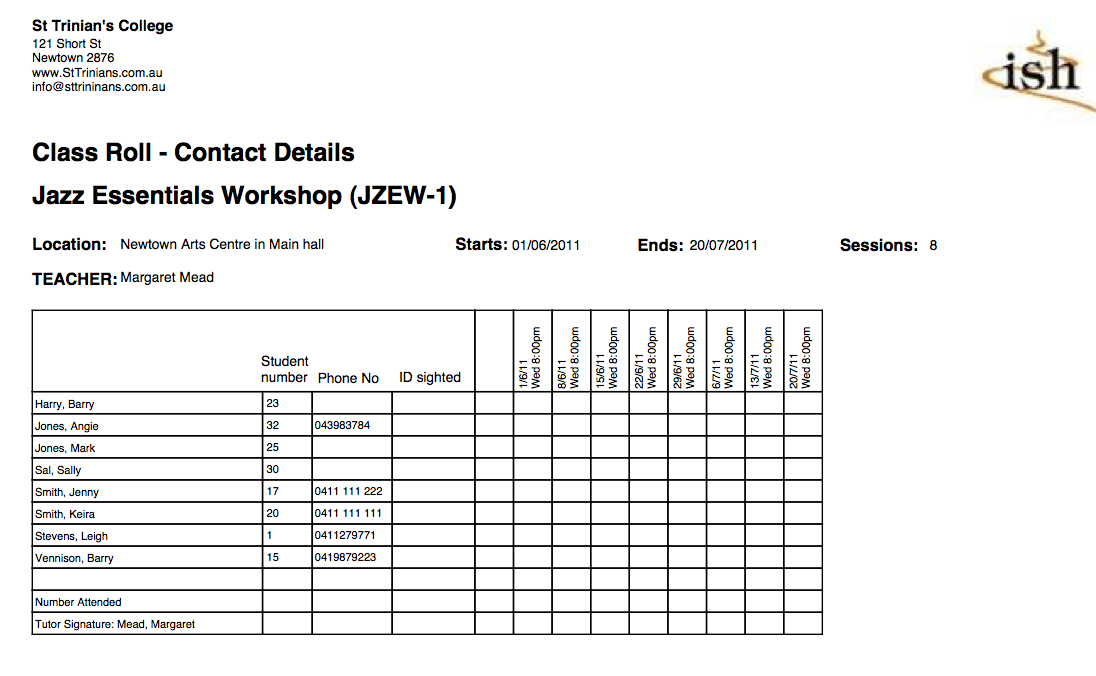 St Trinian's College
121 Short St
Newtown 2876
www.StTrinians.com.au
info@sttrininans.com.au
ish
Class Roll - Contact Details
Jazz Essentials Workshop (JZEW-1)
Location: Newtown Arts Centre in Main hall Starts: 01/06/2011 Ends: 20/07/2011 Sessions: 8
TEACHER: Margaret Mead
Student number Phone No ID sighted 1/6/11 Wed 8:00pm 8/6/11 Wed 8:00pm 15/6/11 Wed 8:00pm 22/6/11 Wed 8:00pm 29/6/11 Wed 8:00pm 6/7/11 Wed 8:00pm 13/7/11 Wed 8:00pm 20/7/11 Wed 8:00pm
Harry, Barry 23
Jones, Angie 32 043983784
Jones, Mark 25
Sal, Sally 30
Smith, Jenny 17 0411 111 222
Smith, Keira 20 0411 111 111
Stevens, Leigh 1 0411279771
Vennison, Barry 15 0419879223
Number Attended
Tutor Signature: Mead, Margaret